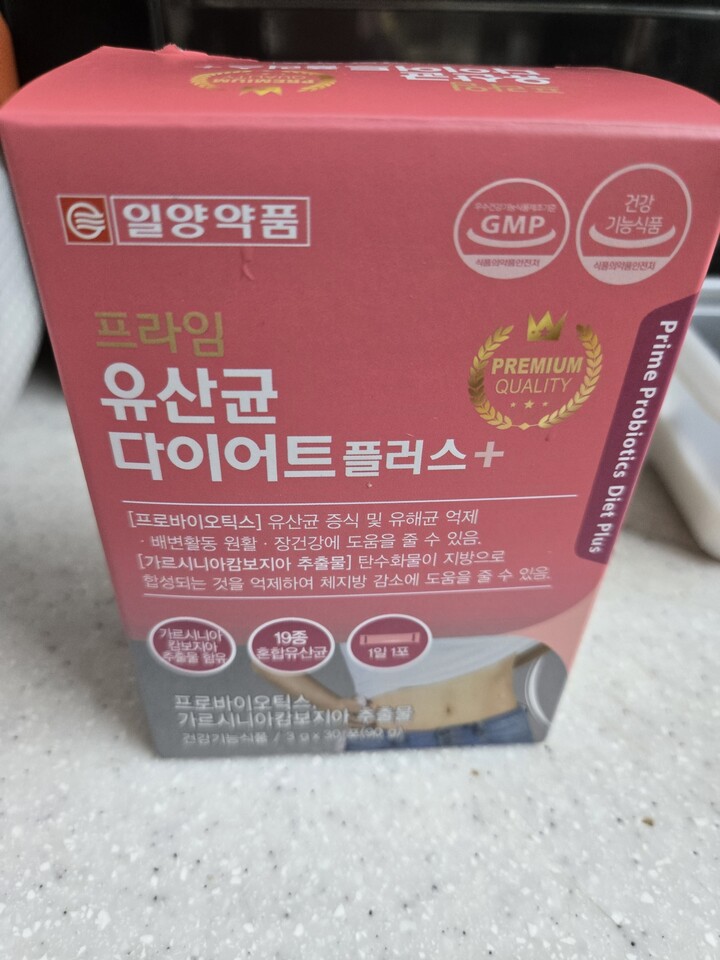 일양약품
우수건강기능식품제조기준
GMP
식품의약품안전처
건강
기능식품
식품의약품안전처
프라임
유산균
다이어트 플러스+
PREMIUM
QUALITY
Prime Probiotics Diet Plus
[프로바이오틱스] 유산균 증식 및 유해균 억제
· 배변활동 원활 · 장건강에 도움을 줄 수 있음.
[가르시니아캄보지아 추출물] 탄수화물이 지방으로
합성되는 것을 억제하여 체지방 감소에 도움을 줄 수 있음.
가르시니아
캄보지아
추출물 함유
19종
혼합유산균
1일 1포
프로바이오틱스,
가르시니아캄보지아 추출물
건강기능식품 / 3 g x 30 포(90 g)